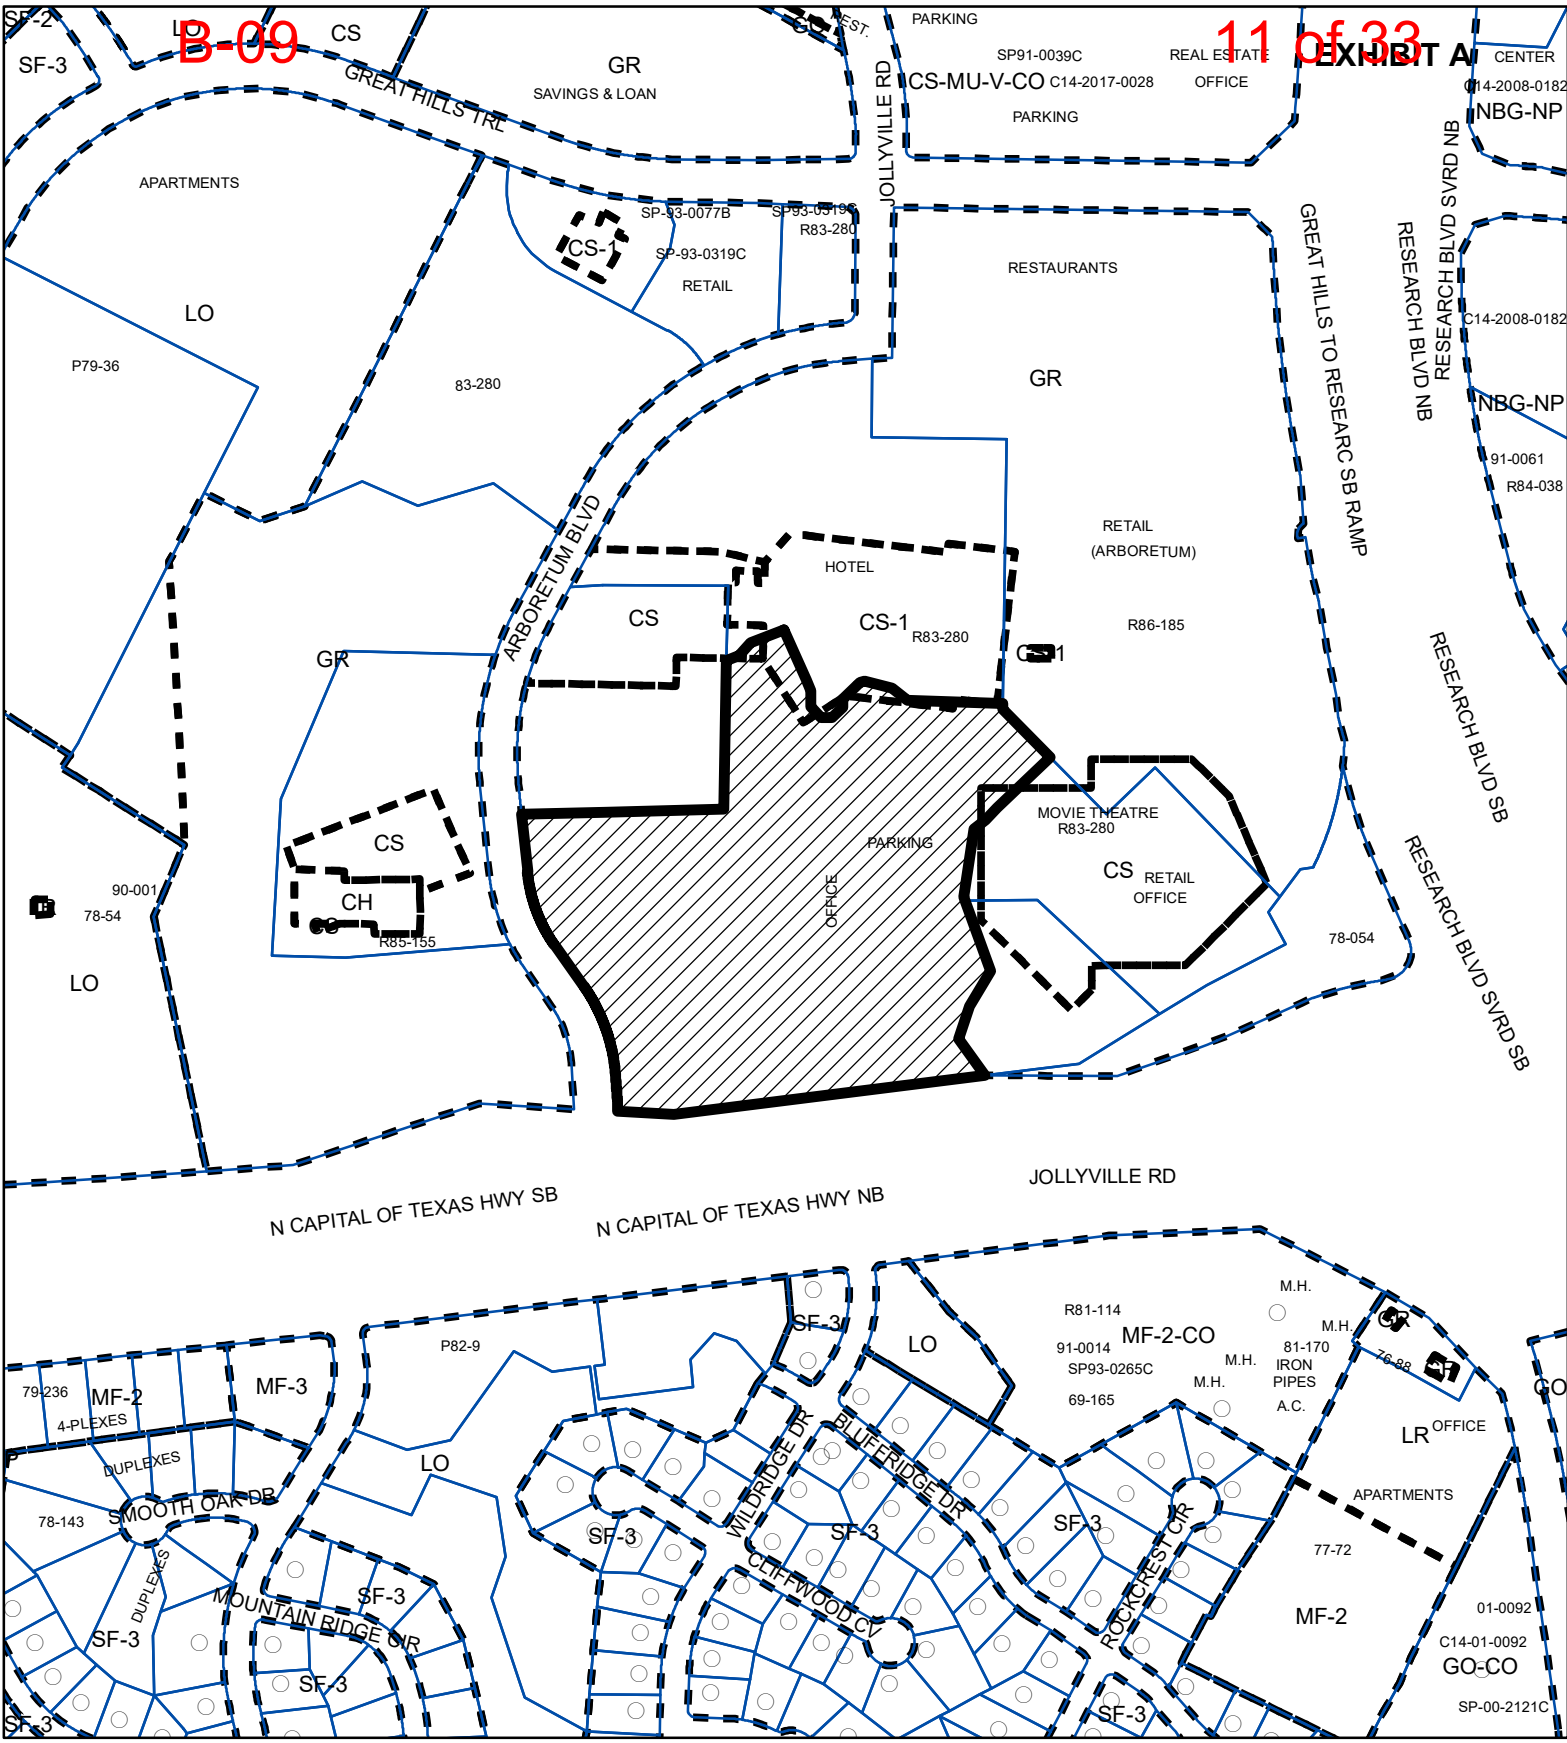 SF-2
LO
CS
B-09
SF-3
GREAT HILLS TRL
GR
SAVINGS & LOAN
REST.
PARKING
SP91-0039C
CS-MU-V-CO C14-2017-0028
PARKING
REAL ESTATE
OFFICE
11 of 33
EXHIBIT A
CENTER
C14-2008-0182
NBG-NP
JOLLYVILLE RD
APARTMENTS
LO
P79-36
83-280
CS-1
SP-93-0077B
SP-93-0319C
RETAIL
SP93-0319C
R83-280
RESTAURANTS
GR
GREAT HILLS TO RESEARC SB RAMP
RESEARCH BLVD NB
RESEARCH BLVD SVRD NB
C14-2008-0182
NBG-NP
91-0061
R84-038
ARBORETUM BLVD
RETAIL
(ARBORETUM)
HOTEL
CS
CS-1
R83-280
R86-185
CS-1
GR
RESEARCH BLVD SB
MOVIE THEATRE
R83-280
PARKING
OFFICE
CS
RETAIL
OFFICE
CS
CH
CS
R85-155
90-001
78-54
LO
78-054
RESEARCH BLVD SVRD SB
JOLLYVILLE RD
N CAPITAL OF TEXAS HWY SB
N CAPITAL OF TEXAS HWY NB
SF-3
LO
R81-114
91-0014
MF-2-CO
SP93-0265C
69-165
M.H.
M.H.
M.H.
M.H.
81-170
IRON
PIPES
A.C.
GR
76-88
GO
LR
OFFICE
P82-9
79-236
MF-2
4-PLEXES
MF-3
DUPLEXES
LO
WILDRIDGE DR
BLUFFRIDGE DR
78-143
SMOOTH OAK DR
SF-3
SF-3
SF-3
ROCKCREST CIR
APARTMENTS
77-72
DUPLEXES
SF-3
MOUNTAIN RIDGE CIR
SF-3
SF-3
CLIFFWOOD CV
MF-2
01-0092
C14-01-0092
GO-CO
SP-00-2121C
SF-3
SF-3